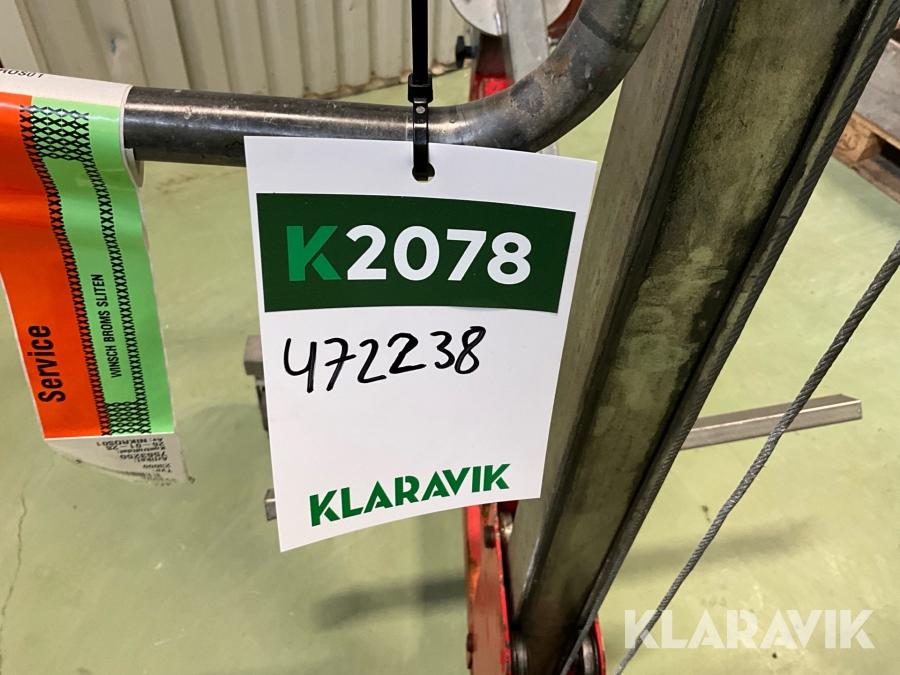 K2078
472238
KLARAVIK
Service
WINSCH BROMS SLITEN
KLARAVIK